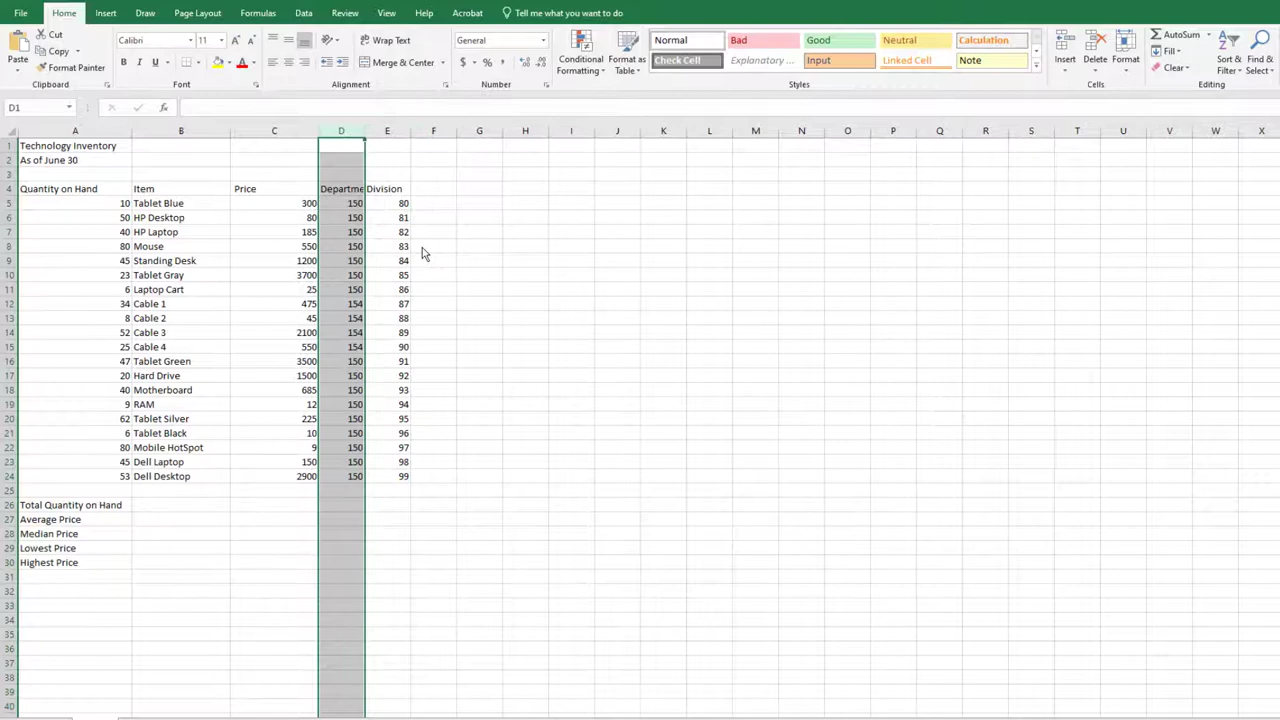 File Home Insert Draw Page Layout Formulas Data Review View Help Acrobat Tell me what you want to do
Paste Cut Copy Format Painter Clipboard
Calibri 11 A A B I U A Font
Wrap Text Merge & Center Alignment
General $ % , Number
Conditional Formatting Format as Table Normal Bad Good Neutral Calculation
Check Cell Explanatory ... Input Linked Cell Note Styles
Insert Delete Format Cells
AutoSum Fill Clear Sort & Filter Find & Select Editing
D1 fx
A B C D E F G H I J K L M N O P Q R S T U V W X
1 Technology Inventory
2 As of June 30
3
4 Quantity on Hand Item Price Departme Division
5 10 Tablet Blue 300 150 80
6 50 HP Desktop 80 150 81
7 40 HP Laptop 185 150 82
8 80 Mouse 550 150 83
9 45 Standing Desk 1200 150 84
10 23 Tablet Gray 3700 150 85
11 6 Laptop Cart 25 150 86
12 34 Cable 1 475 154 87
13 8 Cable 2 45 154 88
14 52 Cable 3 2100 154 89
15 25 Cable 4 550 154 90
16 47 Tablet Green 3500 150 91
17 20 Hard Drive 1500 150 92
18 40 Motherboard 685 150 93
19 9 RAM 12 150 94
20 62 Tablet Silver 225 150 95
21 6 Tablet Black 10 150 96
22 80 Mobile HotSpot 9 150 97
23 45 Dell Laptop 150 150 98
24 53 Dell Desktop 2900 150 99
25
26 Total Quantity on Hand
27 Average Price
28 Median Price
29 Lowest Price
30 Highest Price
31
32
33
34
35
36
37
38
39
40